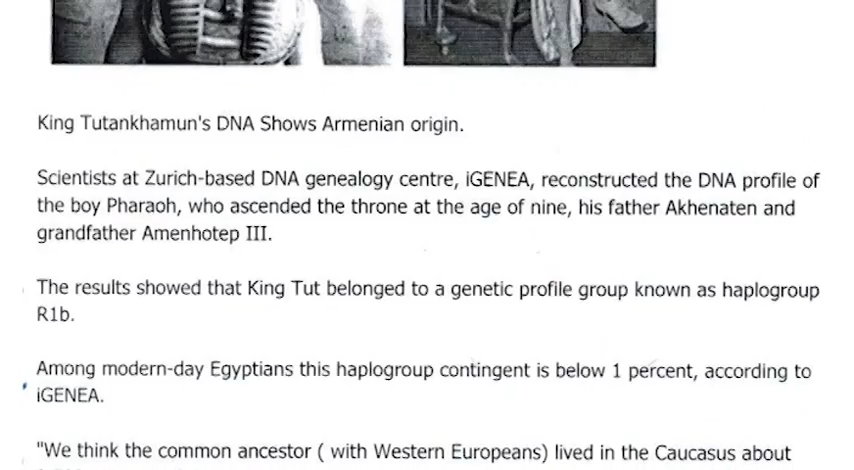 King Tutankhamun's DNA Shows Armenian origin.
Scientists at Zurich-based DNA genealogy centre, iGENEA, reconstructed the DNA profile of
the boy Pharaoh, who ascended the throne at the age of nine, his father Akhenaten and
grandfather Amenhotep III.
The results showed that King Tut belonged to a genetic profile group known as haplogroup
R1b.
Among modern-day Egyptians this haplogroup contingent is below 1 percent, according to
iGENEA.
"We think the common ancestor ( with Western Europeans) lived in the Caucasus about